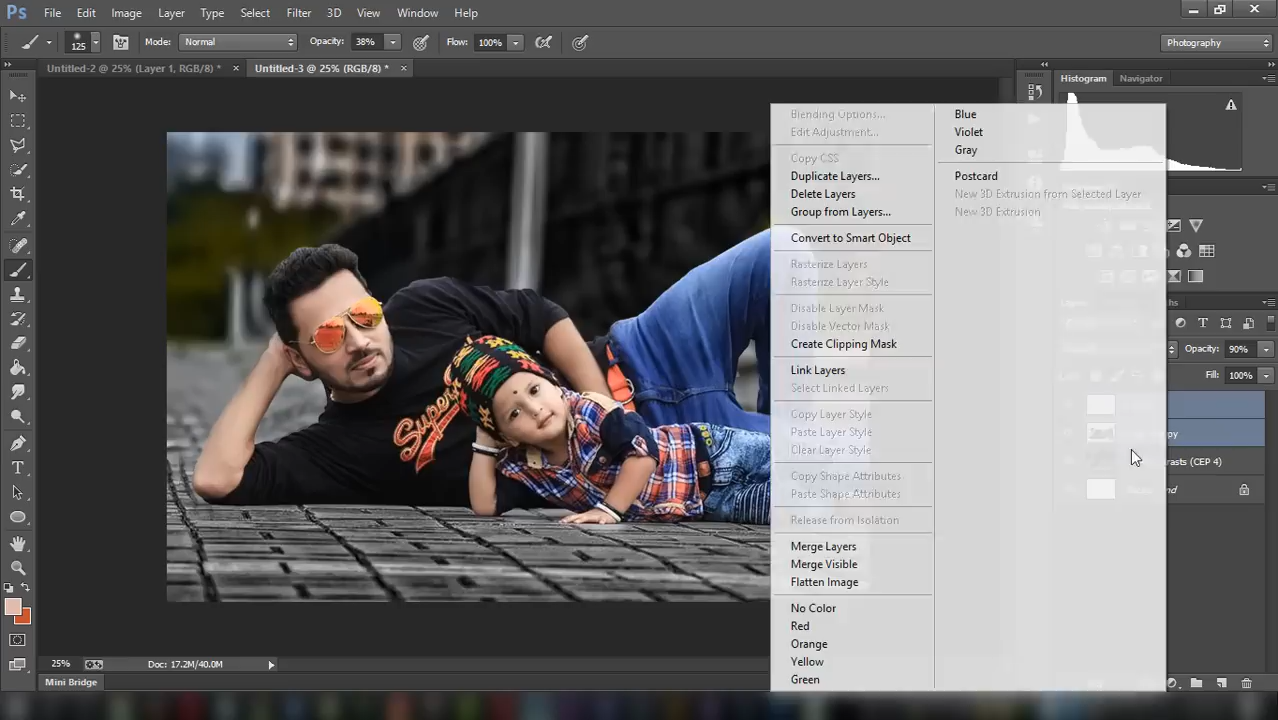 Ps File Edit Image Layer Type Select Filter 3D View Window Help
125 Mode: Normal Opacity: 38% Flow: 100% Photography
Untitled-2 @ 25% (Layer 1, RGB/8) * × Untitled-3 @ 25% (RGB/8) * ×
Histogram Navigator
Blending Options...
Edit Adjustment...
Copy CSS
Duplicate Layers...
Delete Layers
Group from Layers...
Convert to Smart Object
Rasterize Layers
Rasterize Layer Style
Disable Layer Mask
Disable Vector Mask
Create Clipping Mask
Link Layers
Select Linked Layers
Copy Layer Style
Paste Layer Style
Clear Layer Style
Copy Shape Attributes
Paste Shape Attributes
Release from Isolation
Merge Layers
Merge Visible
Flatten Image
No Color
Red
Orange
Yellow
Green
Blue
Violet
Gray
Postcard
New 3D Extrusion from Selected Layer
New 3D Extrusion
Opacity: 90%
Fill: 100%
py
rasts (CEP 4)
nd
25% Doc: 17.2M/40.0M
Mini Bridge